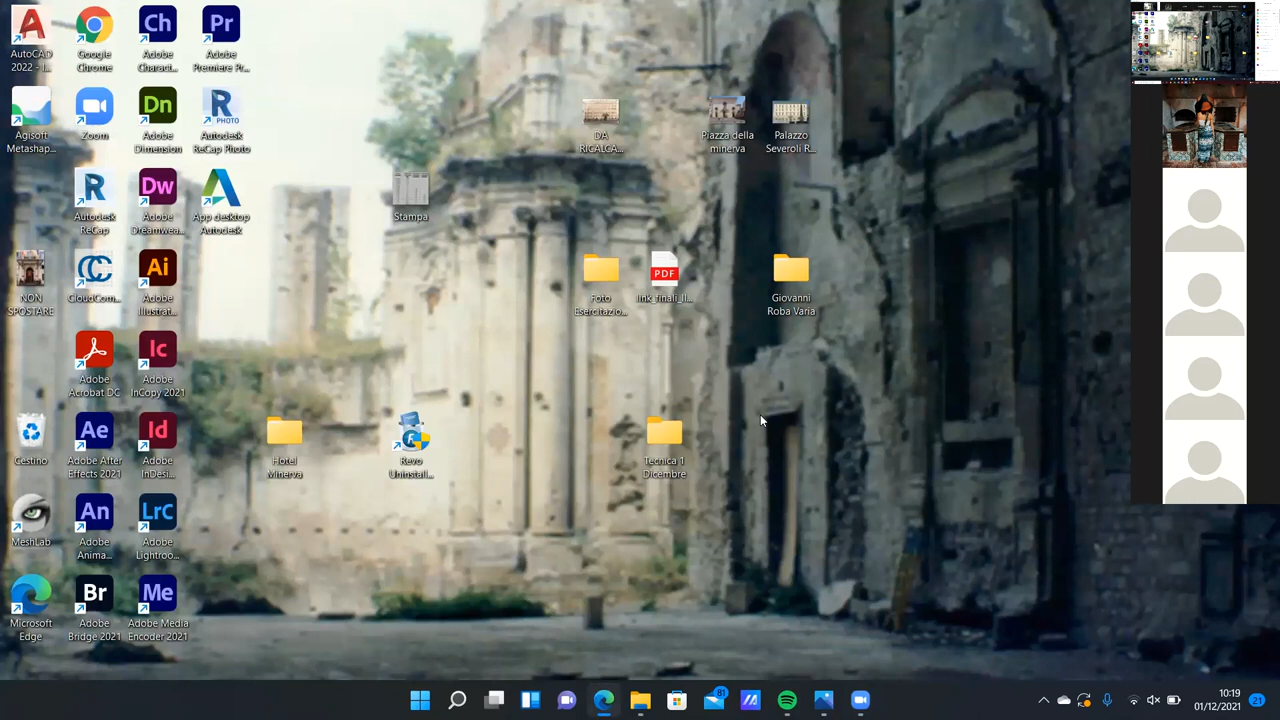 AutoCAD
2022 - I...
Google
Chrome
Ch
Adobe
Charact...
Pr
Adobe
Premiere Pr...
Agisoft
Metashap...
Zoom
Dn
Adobe
Dimension
R
PHOTO
Autodesk
ReCap Photo
DA
RICALCA...
Piazza della
minerva
Palazzo
Severoli R...
R
Autodesk
ReCap
Dw
Adobe
Dreamwea...
App desktop
Autodesk
Stampa
NON
SPOSTARE
CloudCom...
Ai
Adobe
Illustrat...
Foto
Esercitazio...
PDF
link_finali_II...
Giovanni
Roba Varia
Adobe
Acrobat DC
Ic
Adobe
InCopy 2021
Cestino
Ae
Adobe After
Effects 2021
Id
Adobe
InDesi...
Hotel
Minerva
Revo
Uninstall...
Tecnica 1
Dicembre
MeshLab
An
Adobe
Anima...
LrC
Adobe
Lightroo...
Microsoft
Edge
Br
Adobe
Bridge 2021
Me
Adobe Media
Encoder 2021
81
10:19
01/12/2021
21